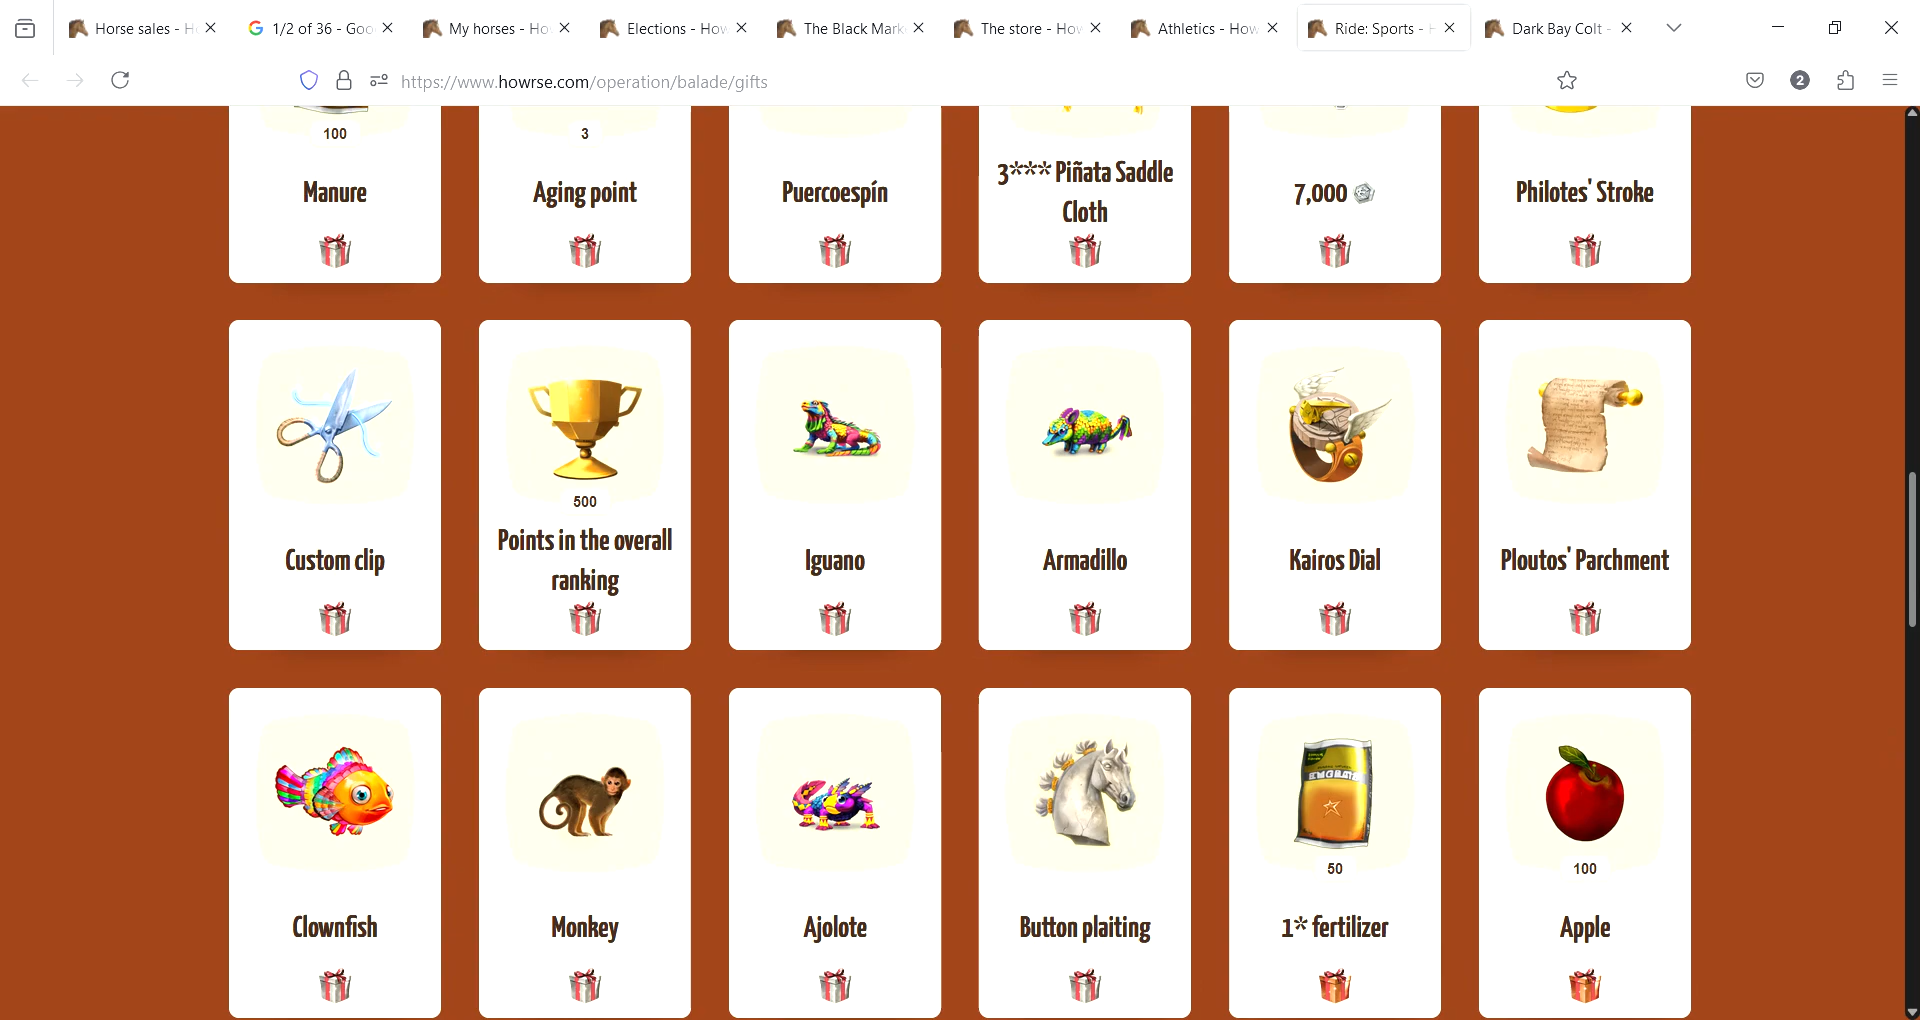 Horse sales - H
1/2 of 36 - Goo
My horses - Ho
Elections - How
The Black Mark
The store - How
Athletics - How
Ride: Sports - H
Dark Bay Colt -
https://www.howrse.com/operation/balade/gifts
2
100
3
Manure
Aging point
Puercoespín
3*** Piñata Saddle
Cloth
7,000
Philotes' Stroke
500
Custom clip
Points in the overall
ranking
Iguano
Armadillo
Kairos Dial
Ploutos' Parchment
50
100
Clownfish
Monkey
Ajolote
Button plaiting
1* fertilizer
Apple